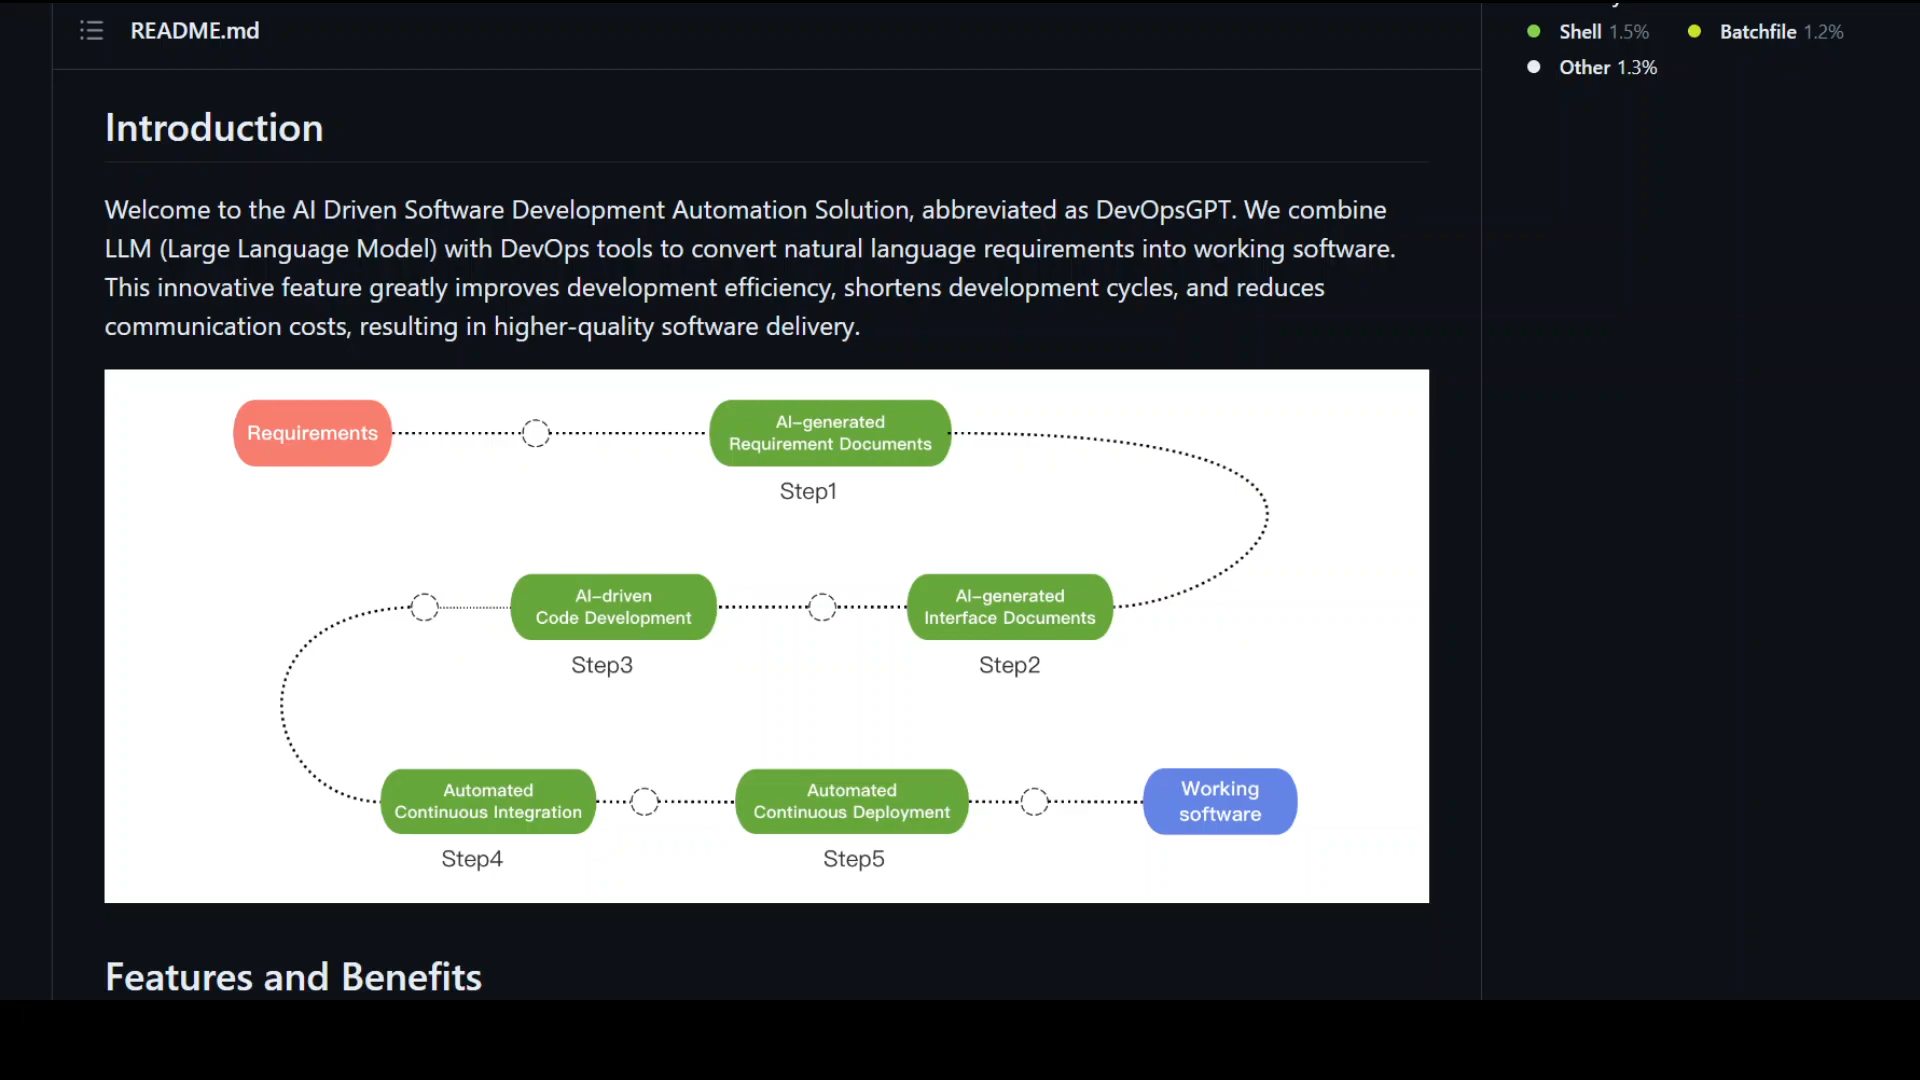 README.md
Shell 1.5%
Batchfile 1.2%
Other 1.3%
Introduction
Welcome to the AI Driven Software Development Automation Solution, abbreviated as DevOpsGPT. We combine
LLM (Large Language Model) with DevOps tools to convert natural language requirements into working software.
This innovative feature greatly improves development efficiency, shortens development cycles, and reduces
communication costs, resulting in higher-quality software delivery.
Requirements
AI-generated
Requirement Documents
Step1
AI-driven
Code Development
Step3
AI-generated
Interface Documents
Step2
Automated
Continuous Integration
Step4
Automated
Continuous Deployment
Step5
Working
software
Features and Benefits